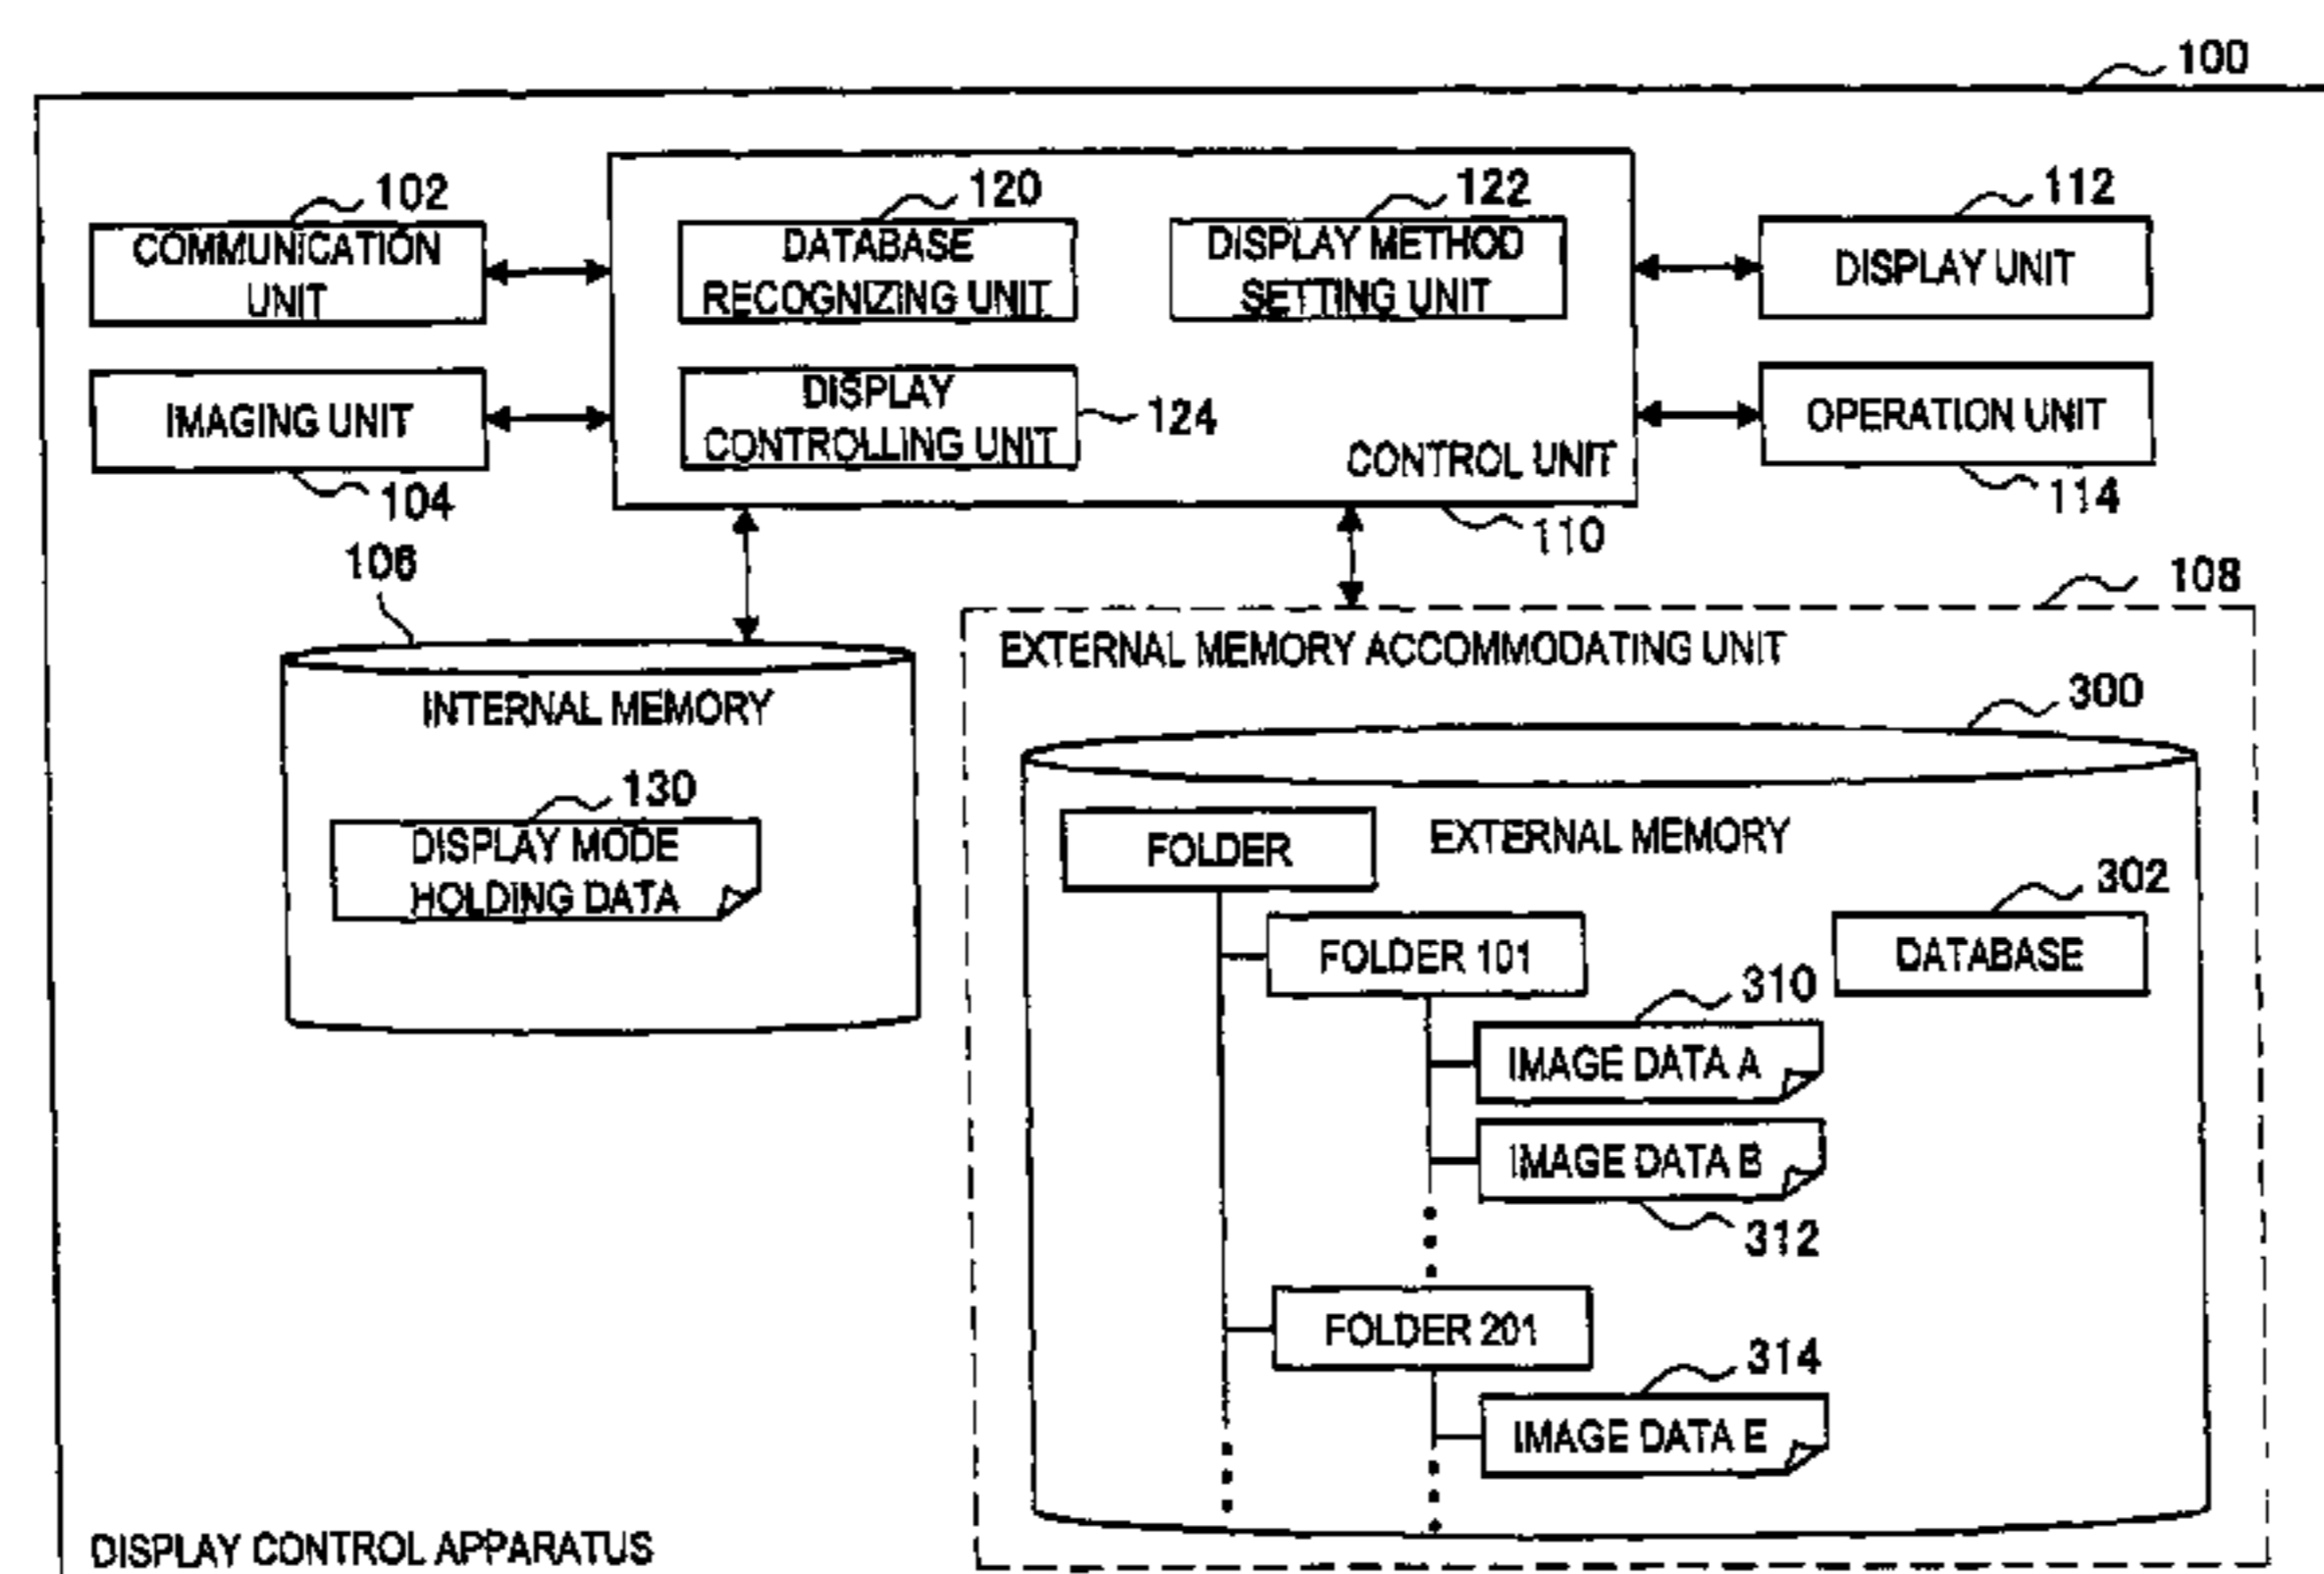 100
102
COMMUNICATION
UNIT
120
DATABASE
RECOGNIZING UNIT
122
DISPLAY METHOD
SETTING UNIT
112
DISPLAY UNIT
IMAGING UNIT
104
DISPLAY
CONTROLLING UNIT
124
CONTROL UNIT
110
OPERATION UNIT
114
106
INTERNAL MEMORY
130
DISPLAY MODE
HOLDING DATA
108
EXTERNAL MEMORY ACCOMMODATING UNIT
300
FOLDER
EXTERNAL MEMORY
302
DATABASE
FOLDER 101
310
IMAGE DATA A
IMAGE DATA B
312
FOLDER 201
314
IMAGE DATA E
DISPLAY CONTROL APPARATUS